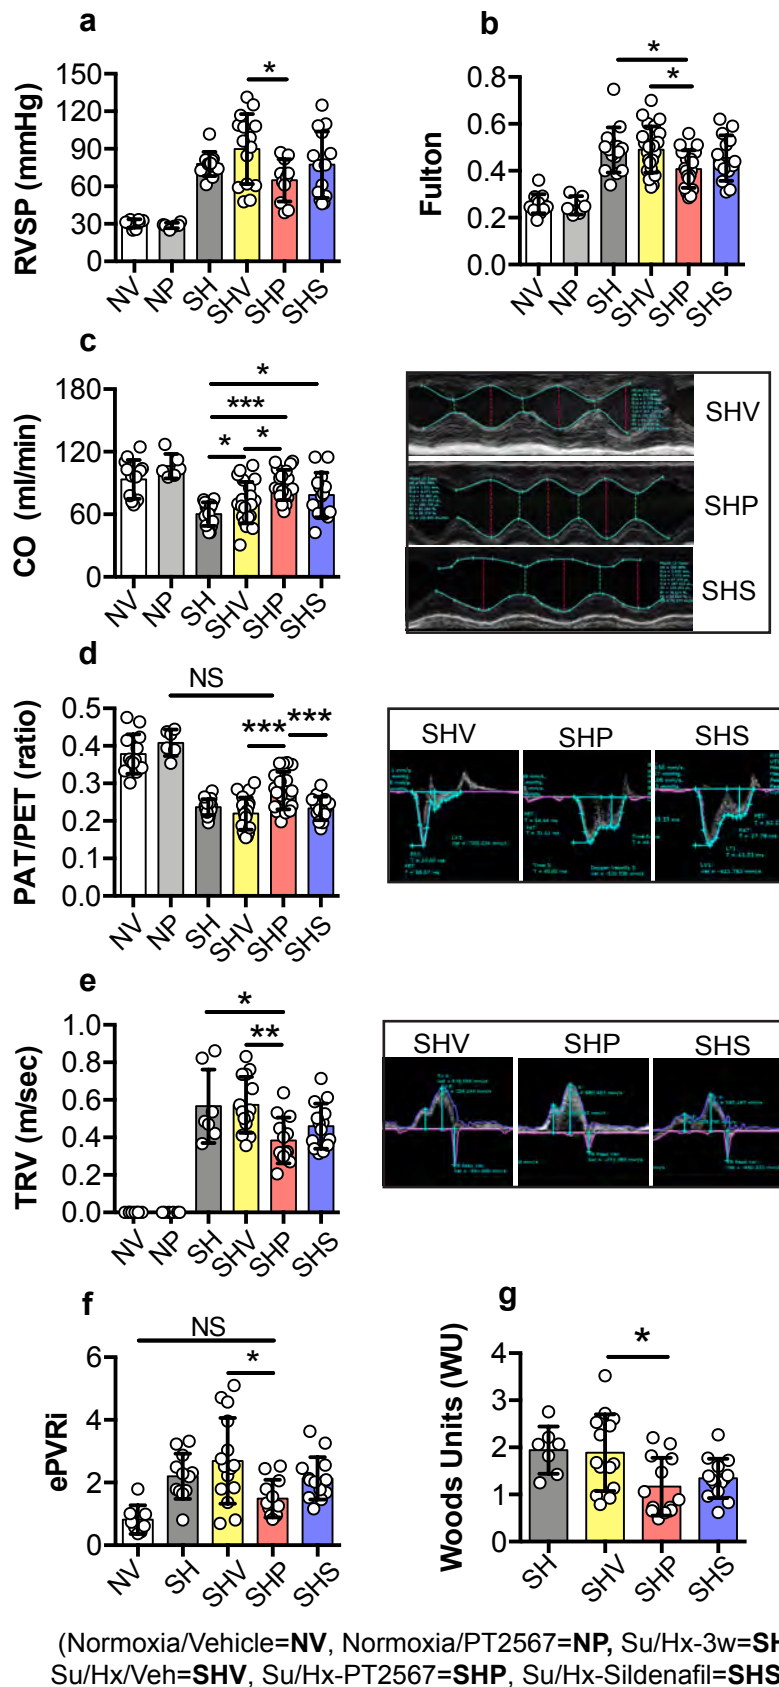 a
RVSP (mmHg)
150
120
90
60
30
0
*
NV NP SH SHV SHP SHS
b
Fulton
0.8
0.6
0.4
0.2
0.0
*
*
NV NP SH SHV SHP SHS
c
CO (ml/min)
180
120
60
0
*
***
* *
NV NP SH SHV SHP SHS
SHV
SHP
SHS
d
PAT/PET (ratio)
0.5
0.4
0.3
0.2
0.1
0.0
NS
*** ***
NV NP SH SHV SHP SHS
SHV SHP SHS
e
TRV (m/sec)
1.0
0.8
0.6
0.4
0.2
0.0
*
**
NV NP SH SHV SHP SHS
SHV SHP SHS
f
ePVRi
6
4
2
0
NS
*
NV SH SHV SHP SHS
g
Woods Units (WU)
4
3
2
1
0
*
SH SHV SHP SHS
(Normoxia/Vehicle=NV, Normoxia/PT2567=NP, Su/Hx-3w=SH
Su/Hx/Veh=SHV, Su/Hx-PT2567=SHP, Su/Hx-Sildenafil=SHS